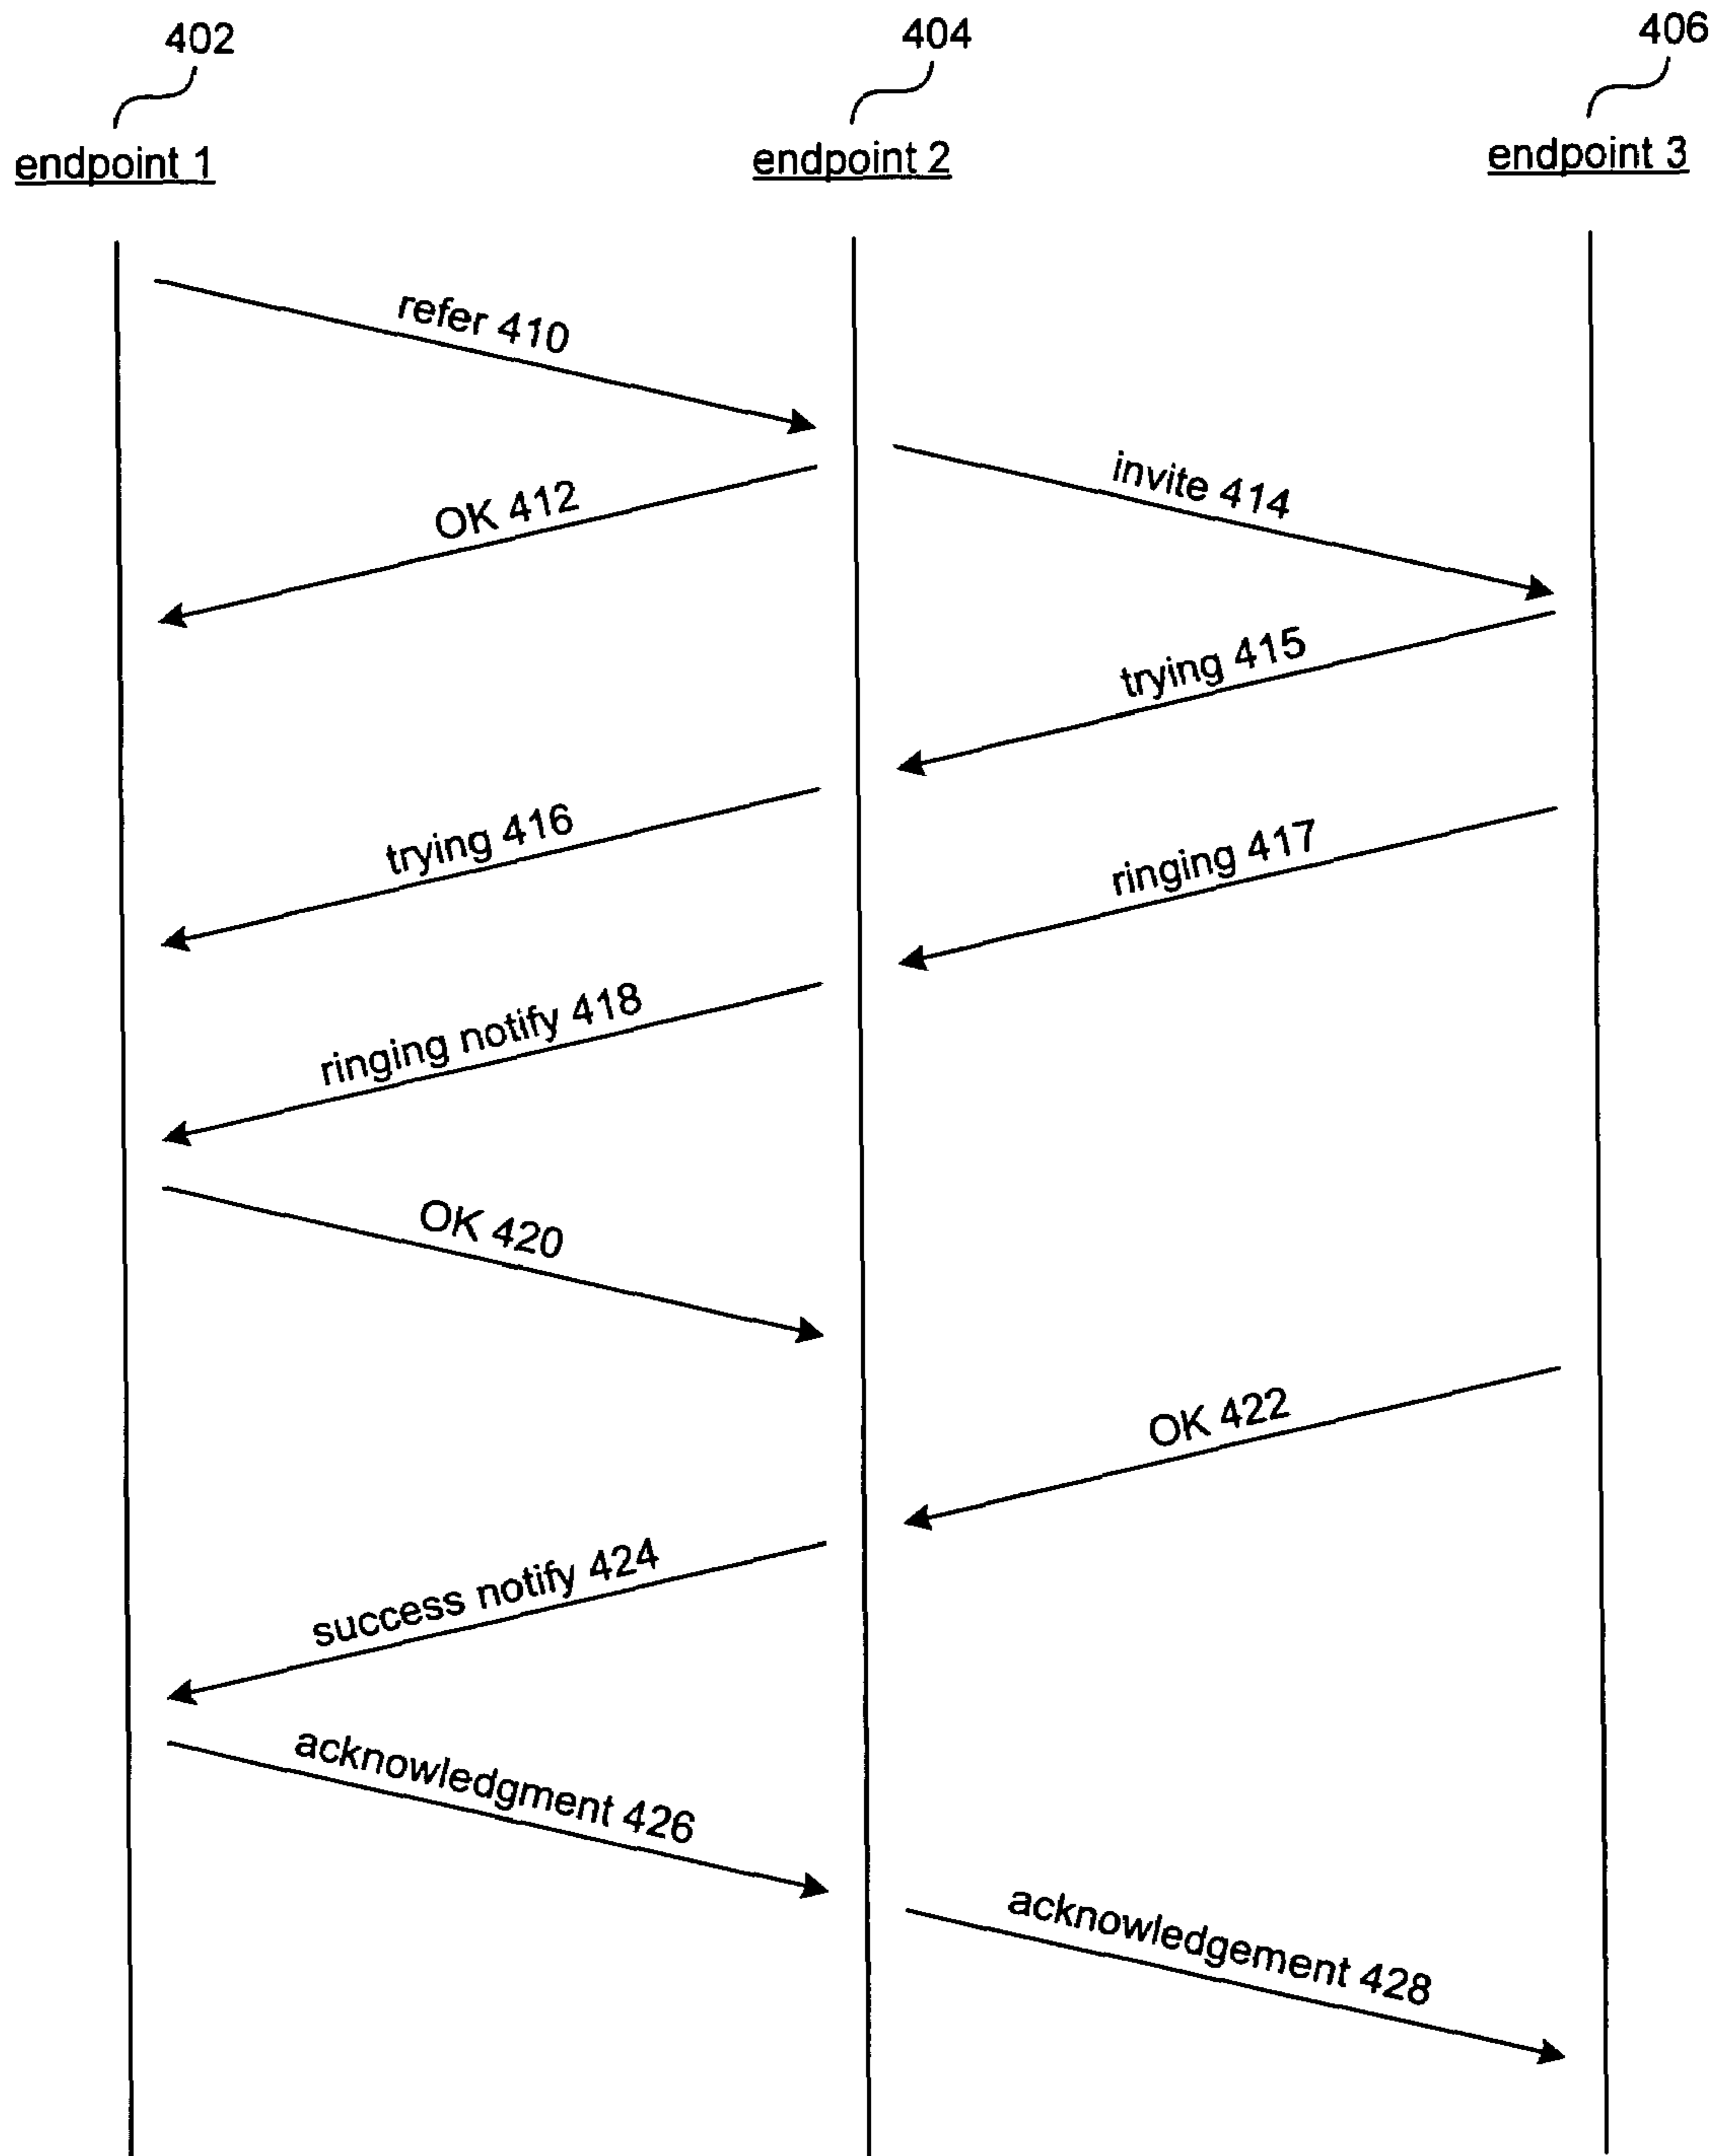 402
404
406
endpoint 1
endpoint 2
endpoint 3
refer 410
invite 414
OK 412
trying 415
trying 416
ringing 417
ringing notify 418
OK 420
OK 422
success notify 424
acknowledgment 426
acknowledgement 428